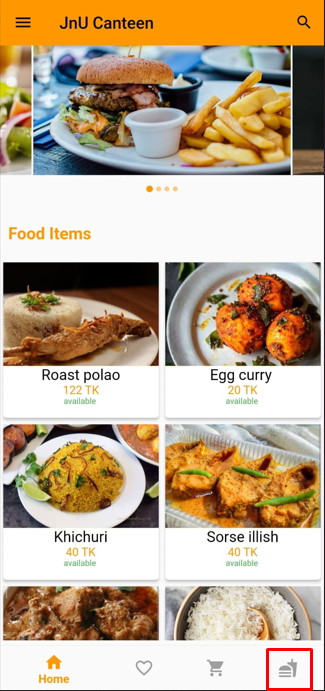 JnU Canteen
Food Items
Roast polao
122 TK
available
Egg curry
20 TK
available
Khichuri
40 TK
available
Sorse illish
40 TK
available
Home